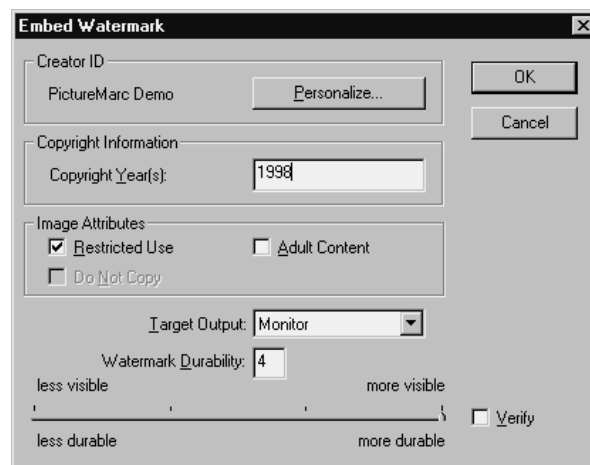 Embed Watermark
Creator ID
PictureMarc Demo
Personalize...
OK
Cancel
Copyright Information
Copyright Year(s):
1998
Image Attributes
Restricted Use
Adult Content
Do Not Copy
Target Output:
Monitor
Watermark Durability:
4
less visible
more visible
less durable
more durable
Verify